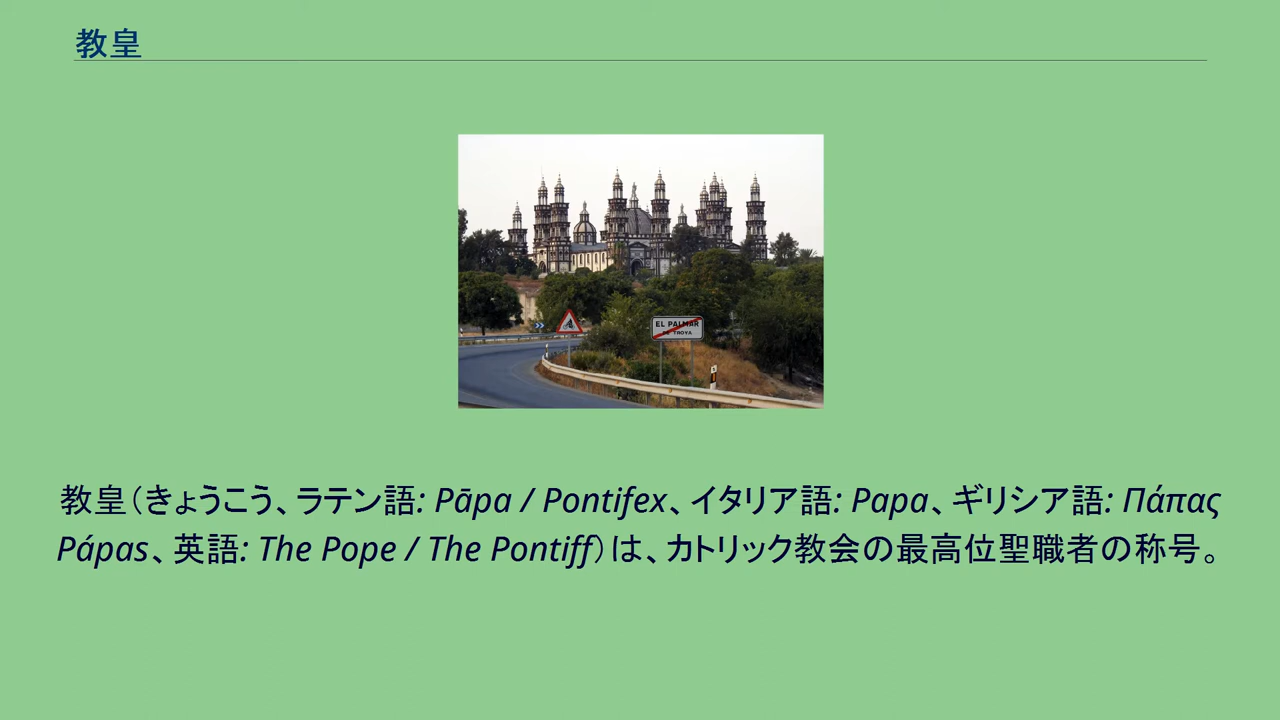 教皇
EL PALMAR
DE TROYA
教皇（きょうこう、ラテン語: Pāpa / Pontifex、イタリア語: Papa、ギリシア語: Πάπας
Pápas、英語: The Pope / The Pontiff）は、カトリック教会の最高位聖職者の称号。